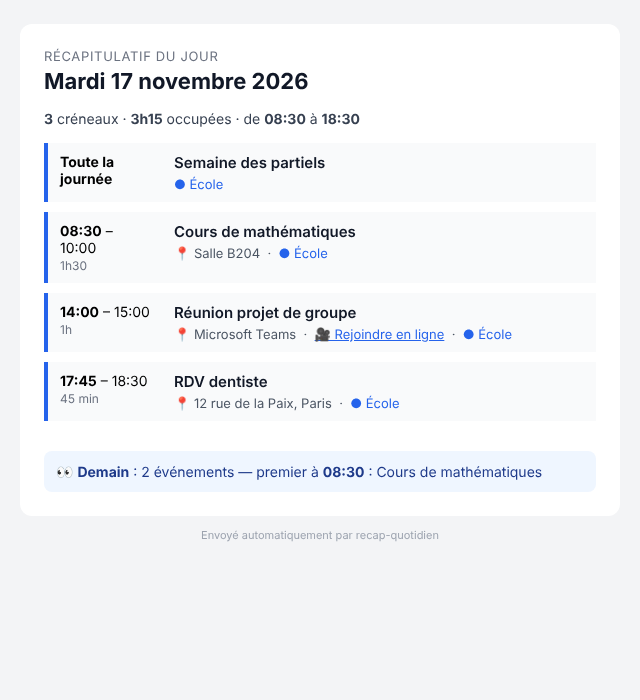 RÉCAPITULATIF DU JOUR
Mardi 17 novembre 2026
3 créneaux · 3h15 occupées · de 08:30 à 18:30
Toute la journée
Semaine des partiels
École
08:30 – 10:00
1h30
Cours de mathématiques
Salle B204 · École
14:00 – 15:00
1h
Réunion projet de groupe
Microsoft Teams · Rejoindre en ligne · École
17:45 – 18:30
45 min
RDV dentiste
12 rue de la Paix, Paris · École
Demain : 2 événements — premier à 08:30 : Cours de mathématiques
Envoyé automatiquement par recap-quotidien